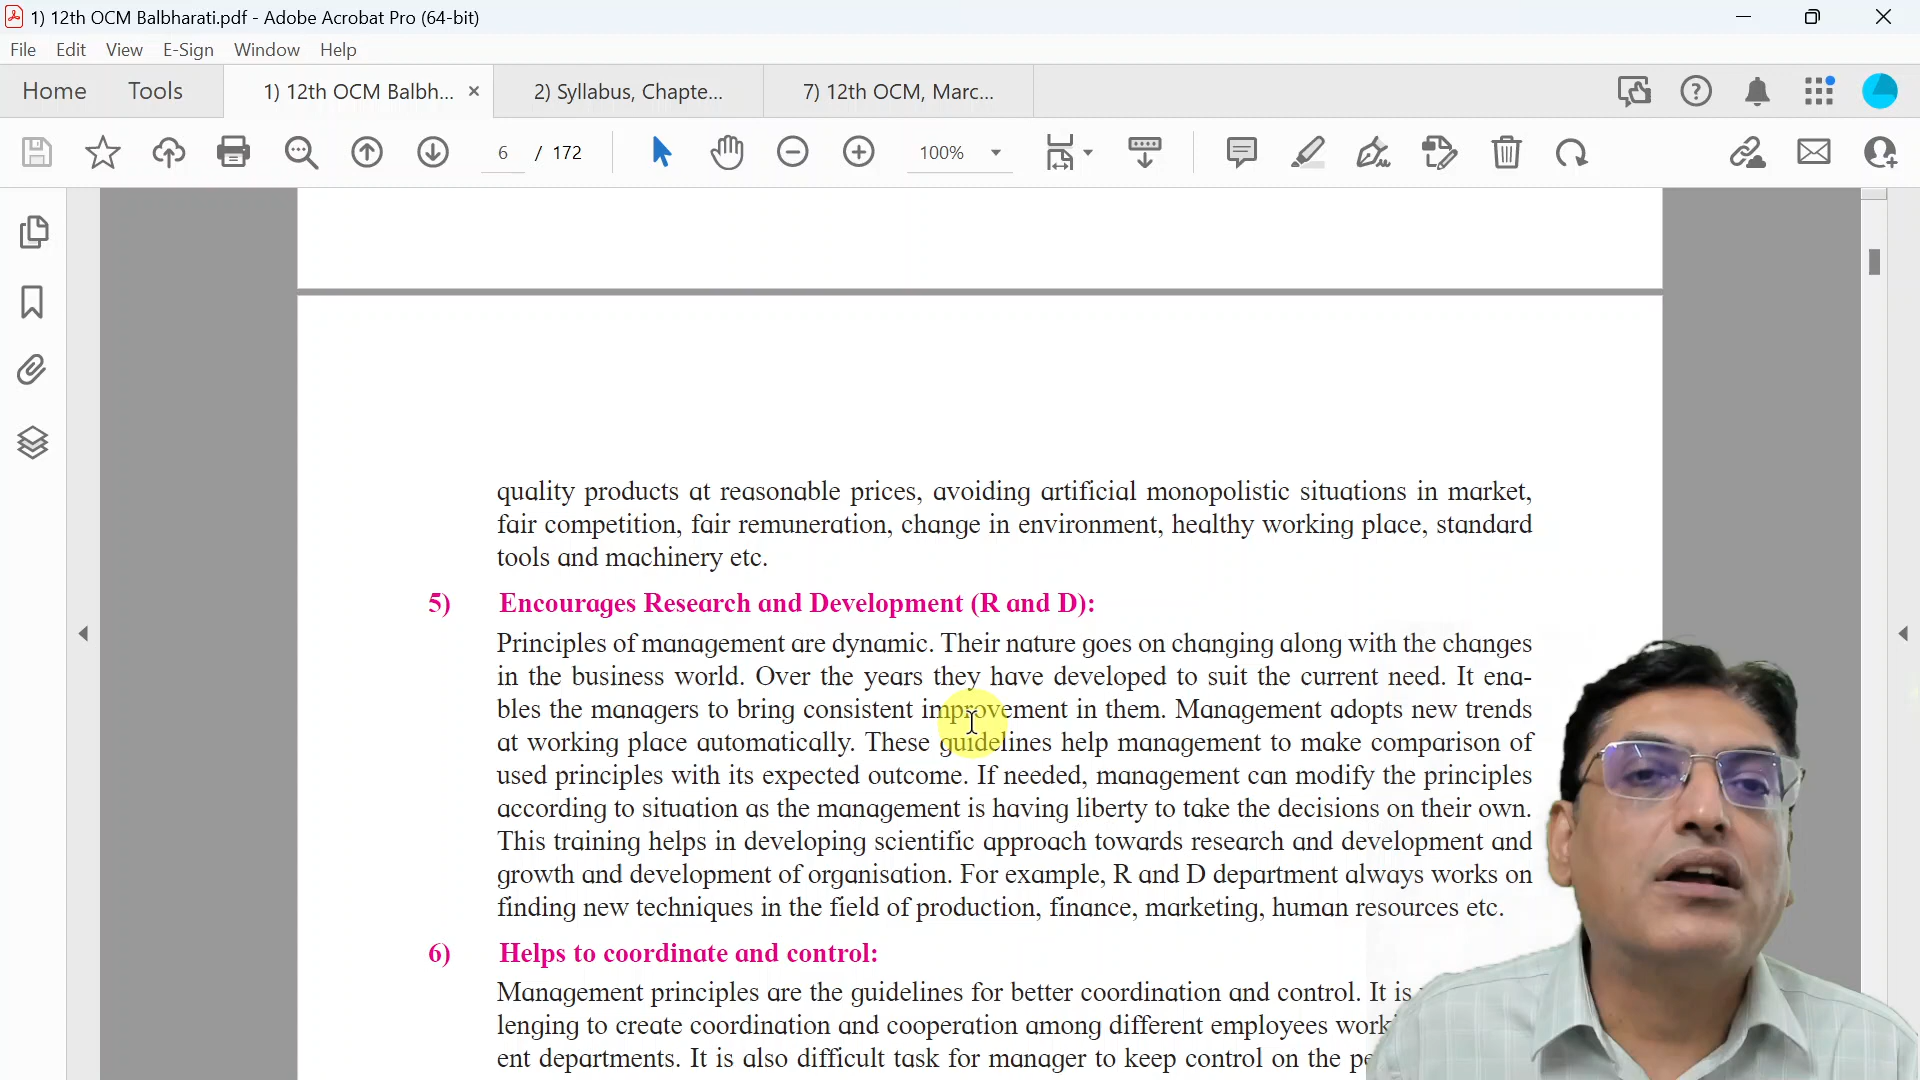 1) 12th OCM Balbharati.pdf - Adobe Acrobat Pro (64-bit)
File Edit View E-Sign Window Help
Home Tools 1) 12th OCM Balbh... 2) Syllabus, Chapte... 7) 12th OCM, Marc...
6 / 172 100%
quality products at reasonable prices, avoiding artificial monopolistic situations in market,
fair competition, fair remuneration, change in environment, healthy working place, standard
tools and machinery etc.
5) Encourages Research and Development (R and D):
Principles of management are dynamic. Their nature goes on changing along with the changes
in the business world. Over the years they have developed to suit the current need. It ena-
bles the managers to bring consistent improvement in them. Management adopts new trends
at working place automatically. These guidelines help management to make comparison of
used principles with its expected outcome. If needed, management can modify the principles
according to situation as the management is having liberty to take the decisions on their own.
This training helps in developing scientific approach towards research and development and
growth and development of organisation. For example, R and D department always works on
finding new techniques in the field of production, finance, marketing, human resources etc.
6) Helps to coordinate and control:
Management principles are the guidelines for better coordination and control. It is
lenging to create coordination and cooperation among different employees
ent departments. It is also difficult task for manager to keep control on the